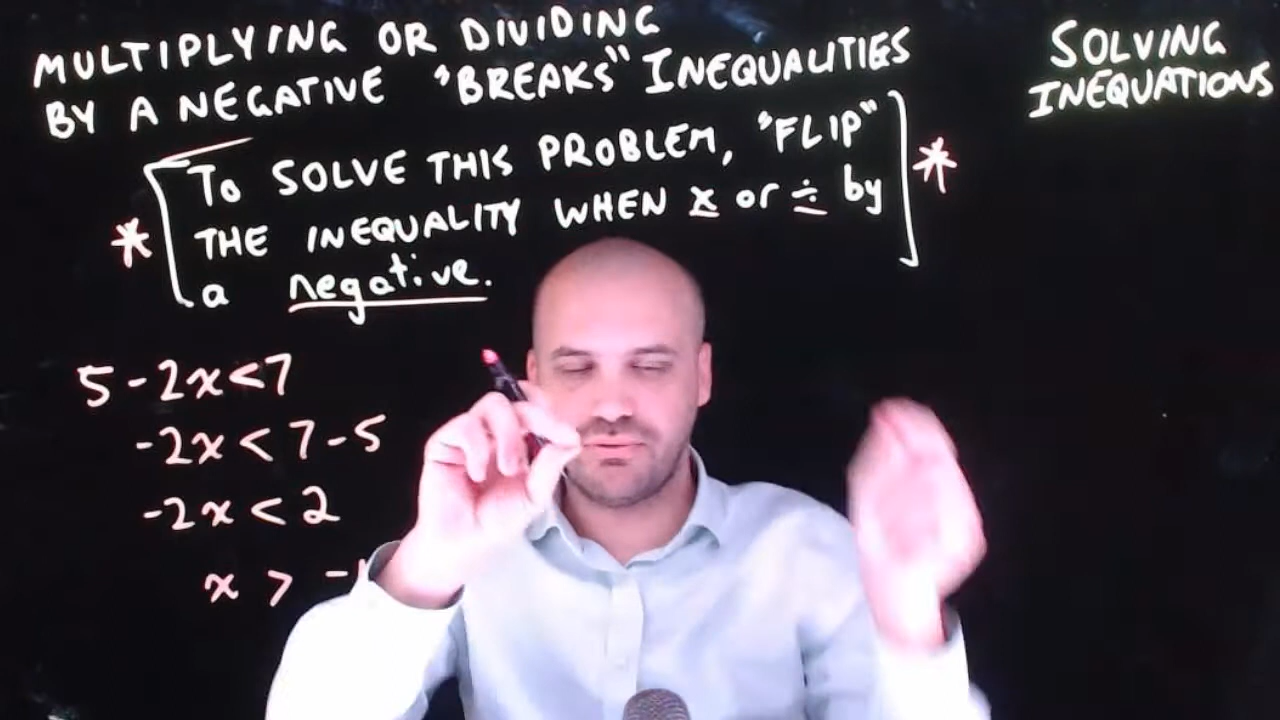 MULTIPLYING OR DIVIDING
BY A NEGATIVE "BREAKS" INEQUALITIES
* [To SOLVE THIS PROBLEM, "FLIP"
THE INEQUALITY WHEN x or ÷ by
a negative.] *
SOLVING
INEQUATIONS
5-2x<7
-2x<7-5
-2x<2
x > -